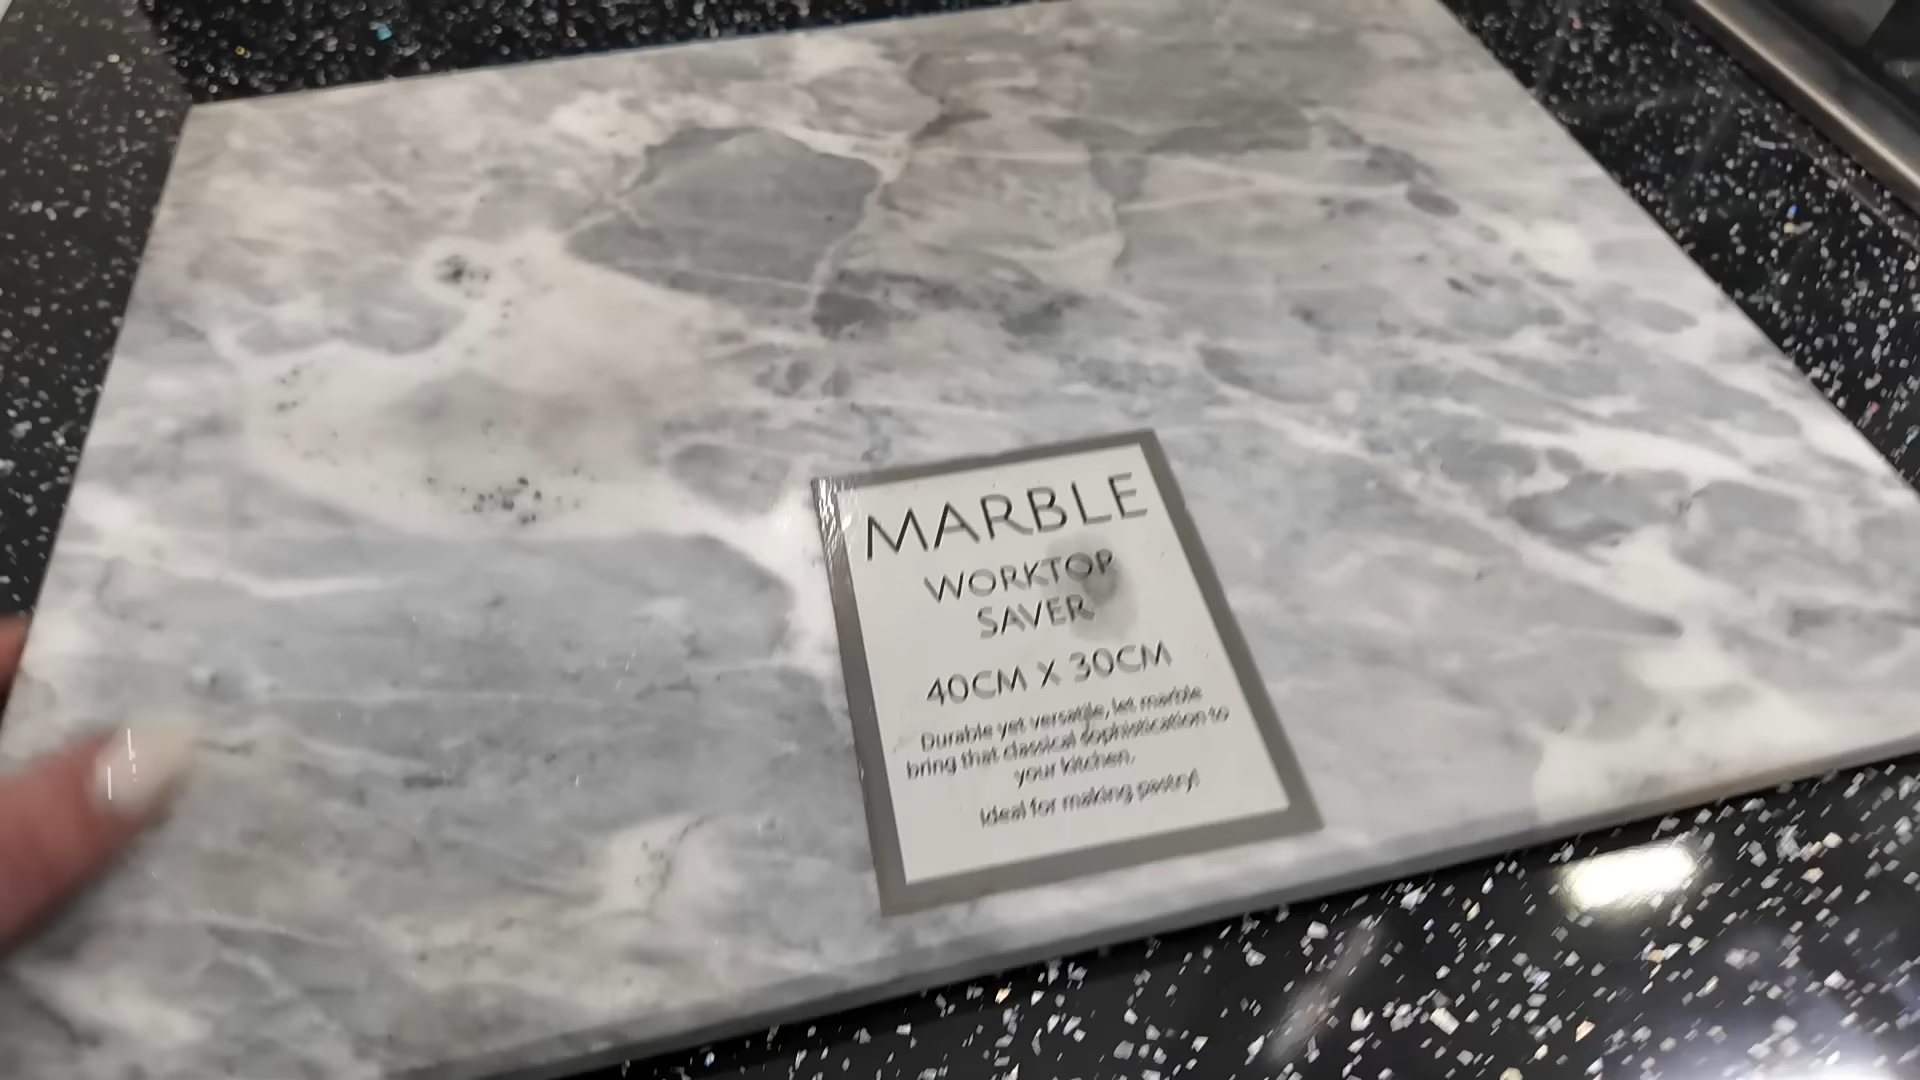 MARBLE
WORKTOP
SAVER
40CM X 30CM
Durable yet versatile, let marble
bring that classical sophistication to
your kitchen.
Ideal for making pastry!